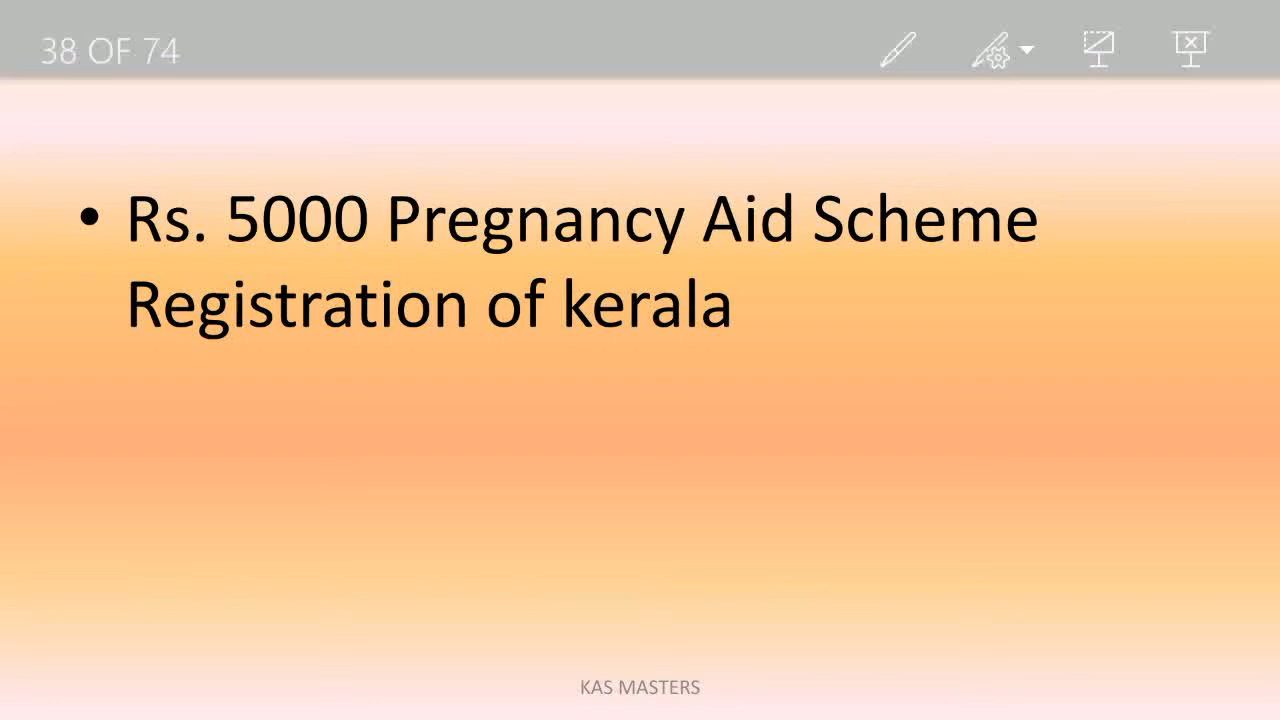 38 OF 74
• Rs. 5000 Pregnancy Aid Scheme
Registration of kerala
KAS MASTERS